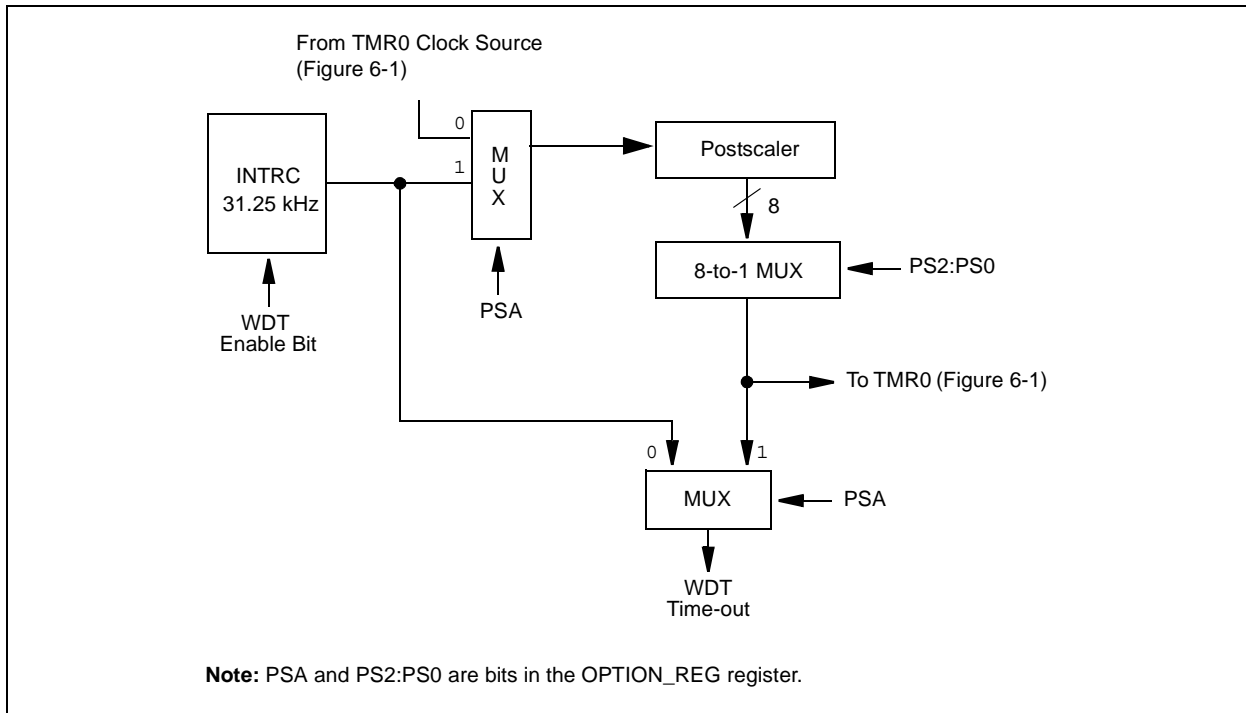 From TMR0 Clock Source
(Figure 6-1)
0
1
M
U
X
Postscaler
INTRC
31.25 kHz
8
8-to-1 MUX
PS2:PS0
PSA
WDT
Enable Bit
To TMR0 (Figure 6-1)
0
1
MUX
PSA
WDT
Time-out
Note: PSA and PS2:PS0 are bits in the OPTION_REG register.